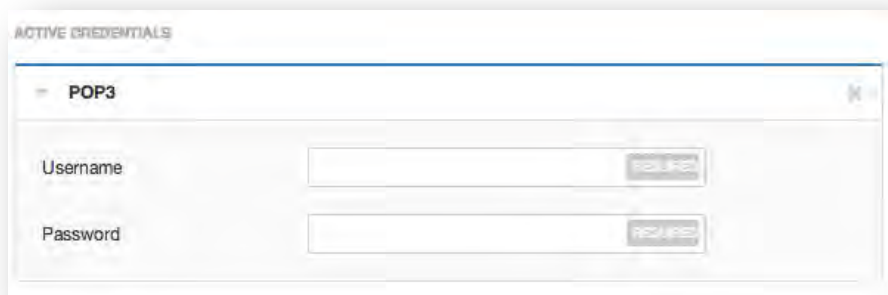 ACTIVE CREDENTIALS
POP3
Username
REQUIRED
Password
REQUIRED